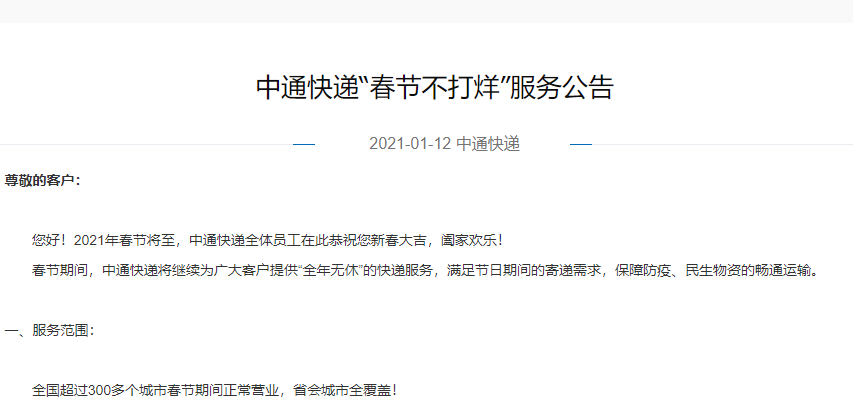 中通快递“春节不打烊”服务公告
2021-01-12 中通快递
尊敬的客户：
您好！2021年春节将至，中通快递全体员工在此恭祝您新春大吉，阖家欢乐！
春节期间，中通快递将继续为广大客户提供“全年无休”的快递服务，满足节日期间的寄递需求，保障防疫、民生物资的畅通运输。
一、服务范围：
全国超过300多个城市春节期间正常营业，省会城市全覆盖！